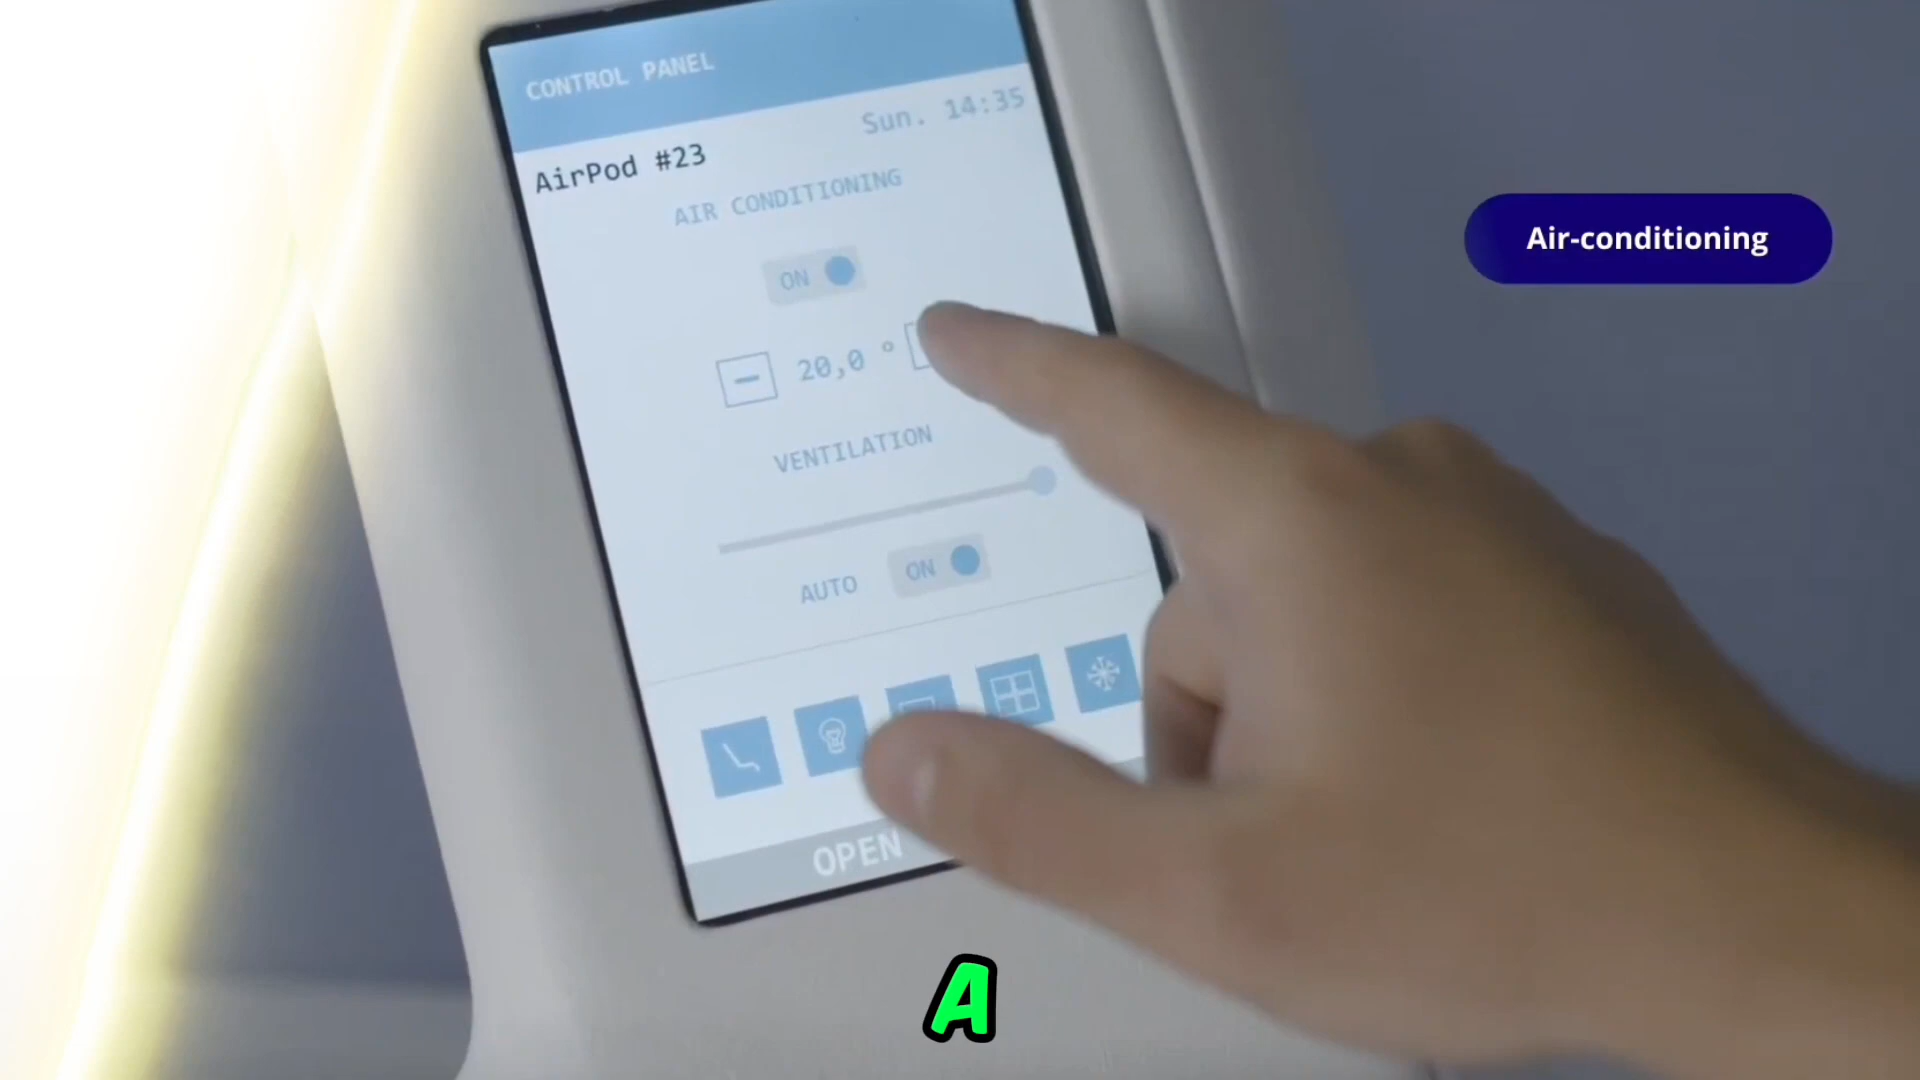 CONTROL PANEL
Sun. 14:35
AirPod #23
AIR CONDITIONING
ON
20,0 °
VENTILATION
AUTO ON
OPEN
Air-conditioning
A